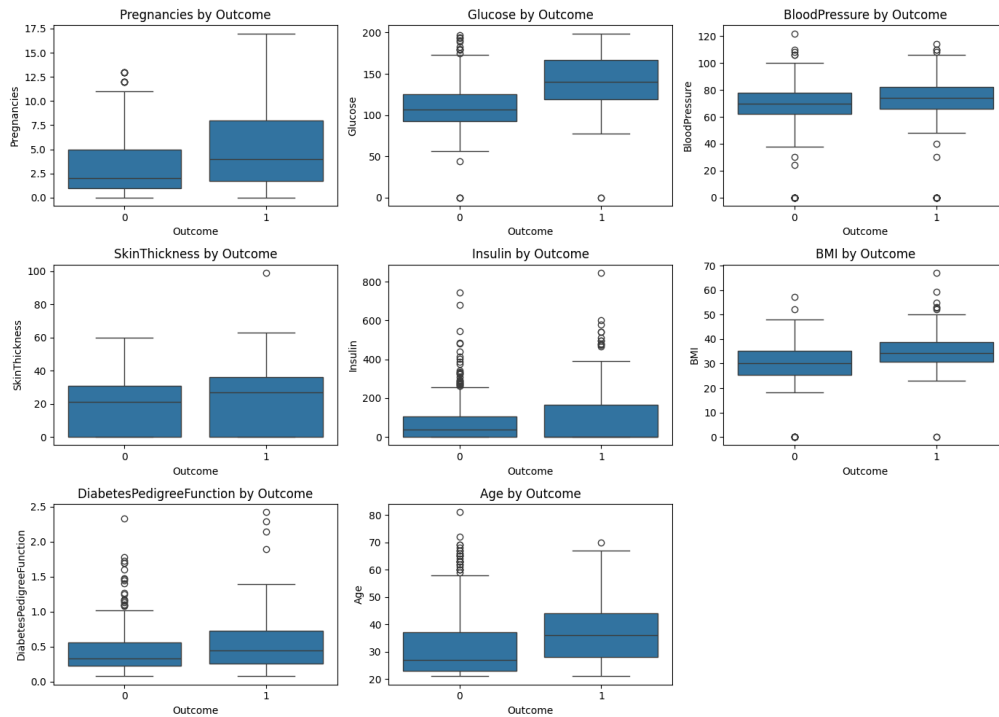 Pregnancies by Outcome
17.5
15.0
12.5
10.0
7.5
5.0
2.5
0.0
Pregnancies
0 1
Outcome
Glucose by Outcome
200
150
100
50
0
Glucose
0 1
Outcome
BloodPressure by Outcome
120
100
80
60
40
20
0
BloodPressure
0 1
Outcome
SkinThickness by Outcome
100
80
60
40
20
0
SkinThickness
0 1
Outcome
Insulin by Outcome
800
600
400
200
0
Insulin
0 1
Outcome
BMI by Outcome
70
60
50
40
30
20
10
0
BMI
0 1
Outcome
DiabetesPedigreeFunction by Outcome
2.5
2.0
1.5
1.0
0.5
0.0
DiabetesPedigreeFunction
0 1
Outcome
Age by Outcome
80
70
60
50
40
30
20
Age
0 1
Outcome